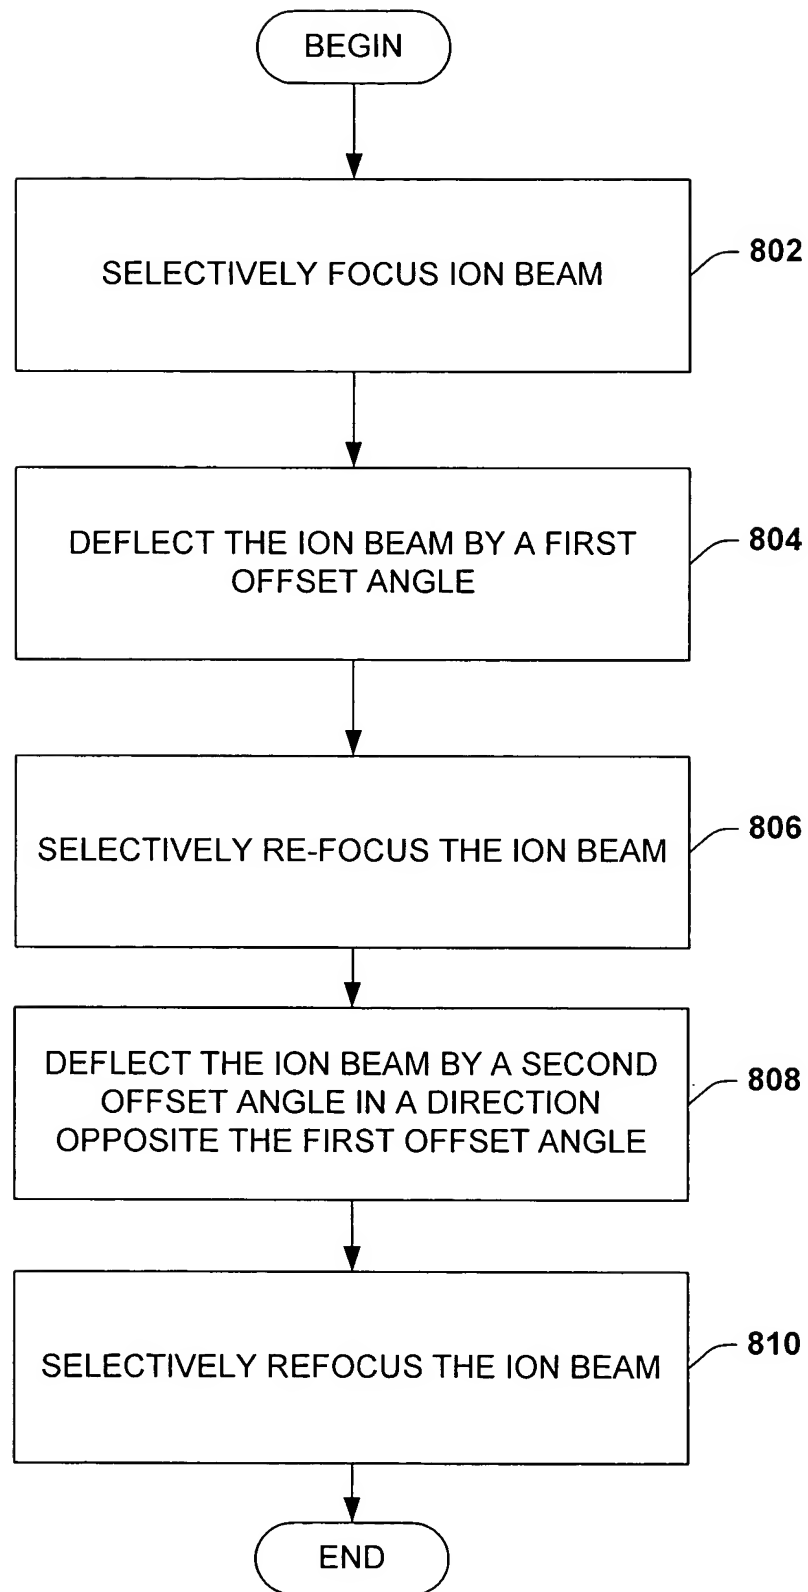 BEGIN
SELECTIVELY FOCUS ION BEAM
802
DEFLECT THE ION BEAM BY A FIRST
OFFSET ANGLE
804
SELECTIVELY RE-FOCUS THE ION BEAM
806
DEFLECT THE ION BEAM BY A SECOND
OFFSET ANGLE IN A DIRECTION
OPPOSITE THE FIRST OFFSET ANGLE
808
SELECTIVELY REFOCUS THE ION BEAM
810
END